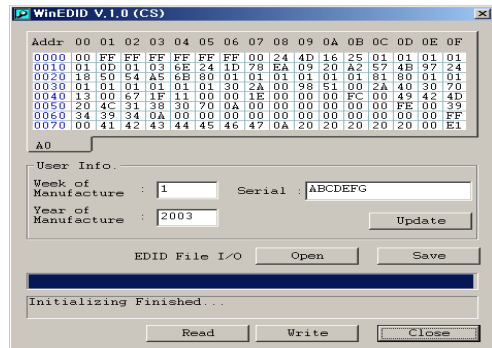 WinEDID V.1.0 (CS)
Addr 00 01 02 03 04 05 06 07 08 09 0A 0B 0C 0D 0E 0F
0000 00 FF FF FF FF FF FF 00 24 4D 16 25 01 01 01 01
0010 01 0D 01 03 6E 24 1D 78 EA 09 20 A2 57 4B 97 24
0020 18 50 54 A5 6B 80 01 01 01 01 01 01 81 80 01 01
0030 01 01 01 01 01 01 30 2A 00 98 51 00 2A 40 30 70
0040 13 00 67 1F 11 00 00 1E 00 00 00 FC 00 49 42 4D
0050 20 4C 31 38 30 70 0A 00 00 00 00 00 00 FE 00 39
0060 34 39 34 0A 00 00 00 00 00 00 00 00 00 00 00 FF
0070 00 41 42 43 44 45 46 47 0A 20 20 20 20 20 00 E1
A0
User Info.
Week of Manufacture : 1 Serial : ABCDEFG
Year of Manufacture : 2003 Update
EDID File I/O Open Save
Initializing Finished...
Read Write Close